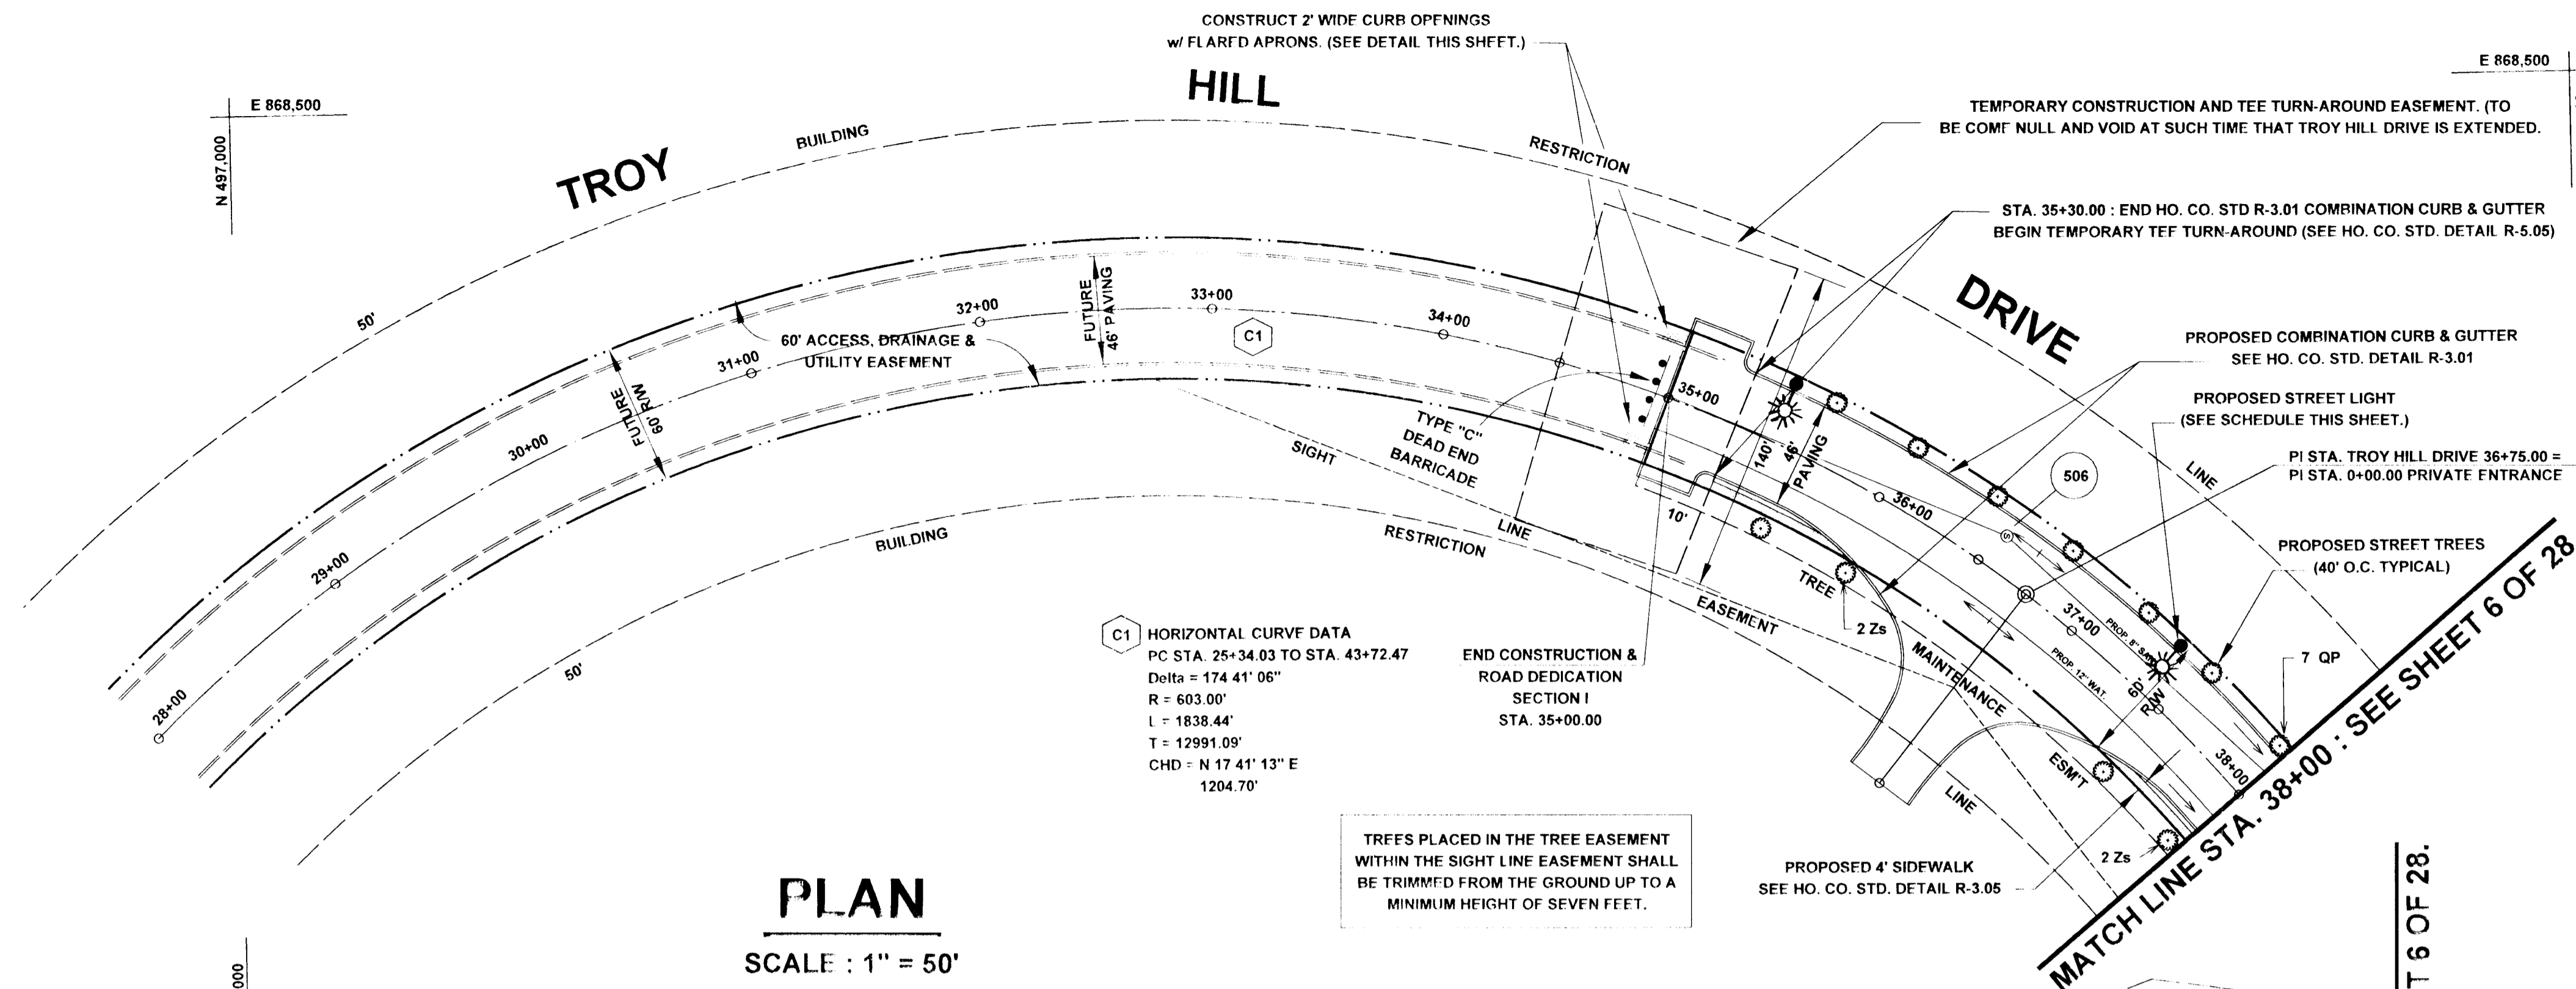 CONSTRUCT 2' WIDE CURB OPENINGS
w/ FLARED APRONS. (SEE DETAIL THIS SHEET.)
E 868,500
N 497,000
E 868,500
TROY HILL DRIVE
BUILDING RESTRICTION LINE
50'
TEMPORARY CONSTRUCTION AND TEE TURN-AROUND EASEMENT. (TO
BE COME NULL AND VOID AT SUCH TIME THAT TROY HILL DRIVE IS EXTENDED.
STA. 35+30.00 : END HO. CO. STD R-3.01 COMBINATION CURB & GUTTER
BEGIN TEMPORARY TEE TURN-AROUND (SEE HO. CO. STD. DETAIL R-5.05)
PROPOSED COMBINATION CURB & GUTTER
SEE HO. CO. STD. DETAIL R-3.01
PROPOSED STREET LIGHT
(SEE SCHEDULE THIS SHEET.)
PI STA. TROY HILL DRIVE 36+75.00 =
PI STA. 0+00.00 PRIVATE ENTRANCE
PROPOSED STREET TREES
(40' O.C. TYPICAL)
7 QP
506
S
28+00
29+00
30+00
31+00
32+00
33+00
34+00
35+00
36+00
37+00
38+00
FUTURE
60' R/W
60' ACCESS, DRAINAGE &
UTILITY EASEMENT
FUTURE
46' PAVING
C1
TYPE "C"
DEAD END
BARRICADE
140'
46'
PAVING
10'
SIGHT LINE EASEMENT
TREE MAINTENANCE ESM'T
2 Zs
PROP. 8" SAN.
PROP. 12" WAT.
60'
R/W
BUILDING RESTRICTION LINE
50'
C1 HORIZONTAL CURVE DATA
PC STA. 25+34.03 TO STA. 43+72.47
Delta = 174 41' 06"
R = 603.00'
L = 1838.44'
T = 12991.09'
CHD = N 17 41' 13" E
1204.70'
END CONSTRUCTION &
ROAD DEDICATION
SECTION I
STA. 35+00.00
TREES PLACED IN THE TREE EASEMENT
WITHIN THE SIGHT LINE EASEMENT SHALL
BE TRIMMED FROM THE GROUND UP TO A
MINIMUM HEIGHT OF SEVEN FEET.
2 Zs
PROPOSED 4' SIDEWALK
SEE HO. CO. STD. DETAIL R-3.05
MATCH LINE STA. 38+00 : SEE SHEET 6 OF 28
T 6 OF 28.
PLAN
SCALE : 1" = 50'
000